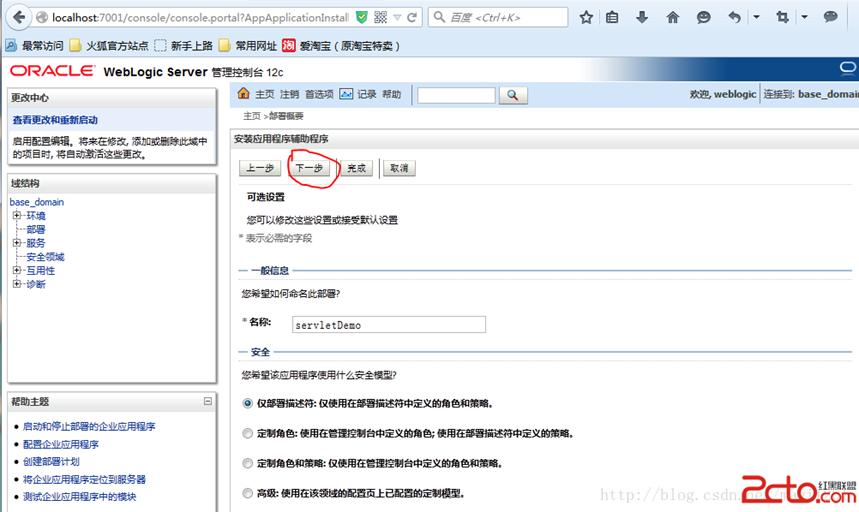 localhost:7001/console/console.portal?AppApplicationInstall
百度 <Ctrl+K>
最常访问 火狐官方站点 新手上路 常用网址 爱淘宝（原淘宝特卖）
ORACLE WebLogic Server 管理控制台 12c
更改中心
查看更改和重新启动
启用配置编辑。将来在修改, 添加或删除此域中
的项目时, 将自动激活这些更改。
域结构
base_domain
环境
部署
服务
安全领域
互用性
诊断
帮助主题
启动和停止部署的企业应用程序
配置企业应用程序
创建部署计划
将企业应用程序定位到服务器
测试企业应用程序中的模块
主页 注销 首选项 记录 帮助
欢迎, weblogic 连接到: base_domain
主页 >部署概要
安装应用程序辅助程序
上一步 下一步 完成 取消
可选设置
您可以修改这些设置或接受默认设置
* 表示必需的字段
一般信息
您希望如何命名此部署?
* 名称: servletDemo
安全
您希望该应用程序使用什么安全模型?
仅部署描述符: 仅使用在部署描述符中定义的角色和策略。
定制角色: 使用在管理控制台中定义的角色; 使用在部署描述符中定义的策略。
定制角色和策略: 仅使用在管理控制台中定义的角色和策略。
高级: 使用在该领域的配置页上已配置的定制模型。
http://blog.csdn.net/
2cto.com
红黑联盟